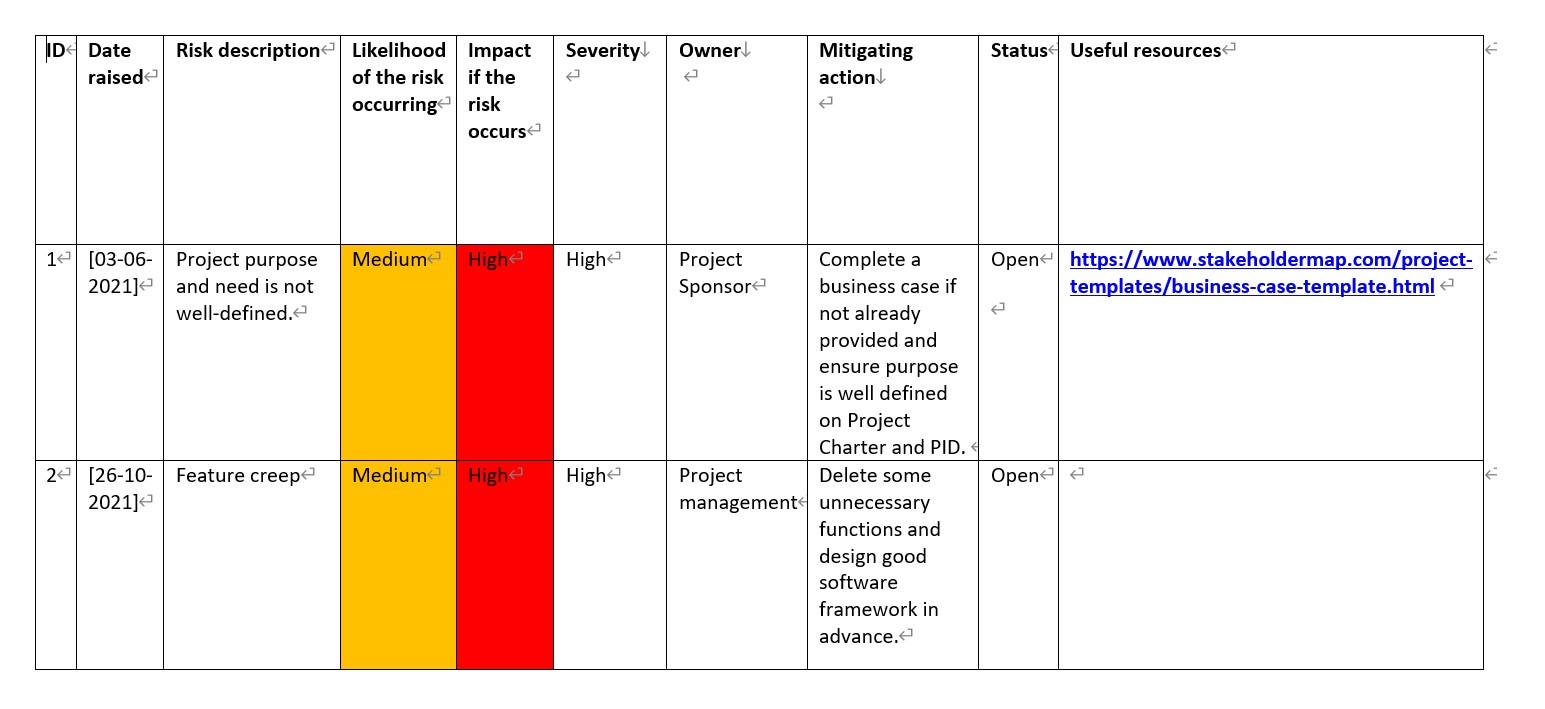 ID
Date
raised
Risk description
Likelihood
of the risk
occurring
Impact
if the
risk
occurs
Severity
Owner
Mitigating
action
Status
Useful resources
1
[03-06-
2021]
Project purpose
and need is not
well-defined.
Medium
High
High
Project
Sponsor
Complete a
business case if
not already
provided and
ensure purpose
is well defined
on Project
Charter and PID.
Open
https://www.stakeholdermap.com/project-
templates/business-case-template.html
2
[26-10-
2021]
Feature creep
Medium
High
High
Project
management
Delete some
unnecessary
functions and
design good
software
framework in
advance.
Open